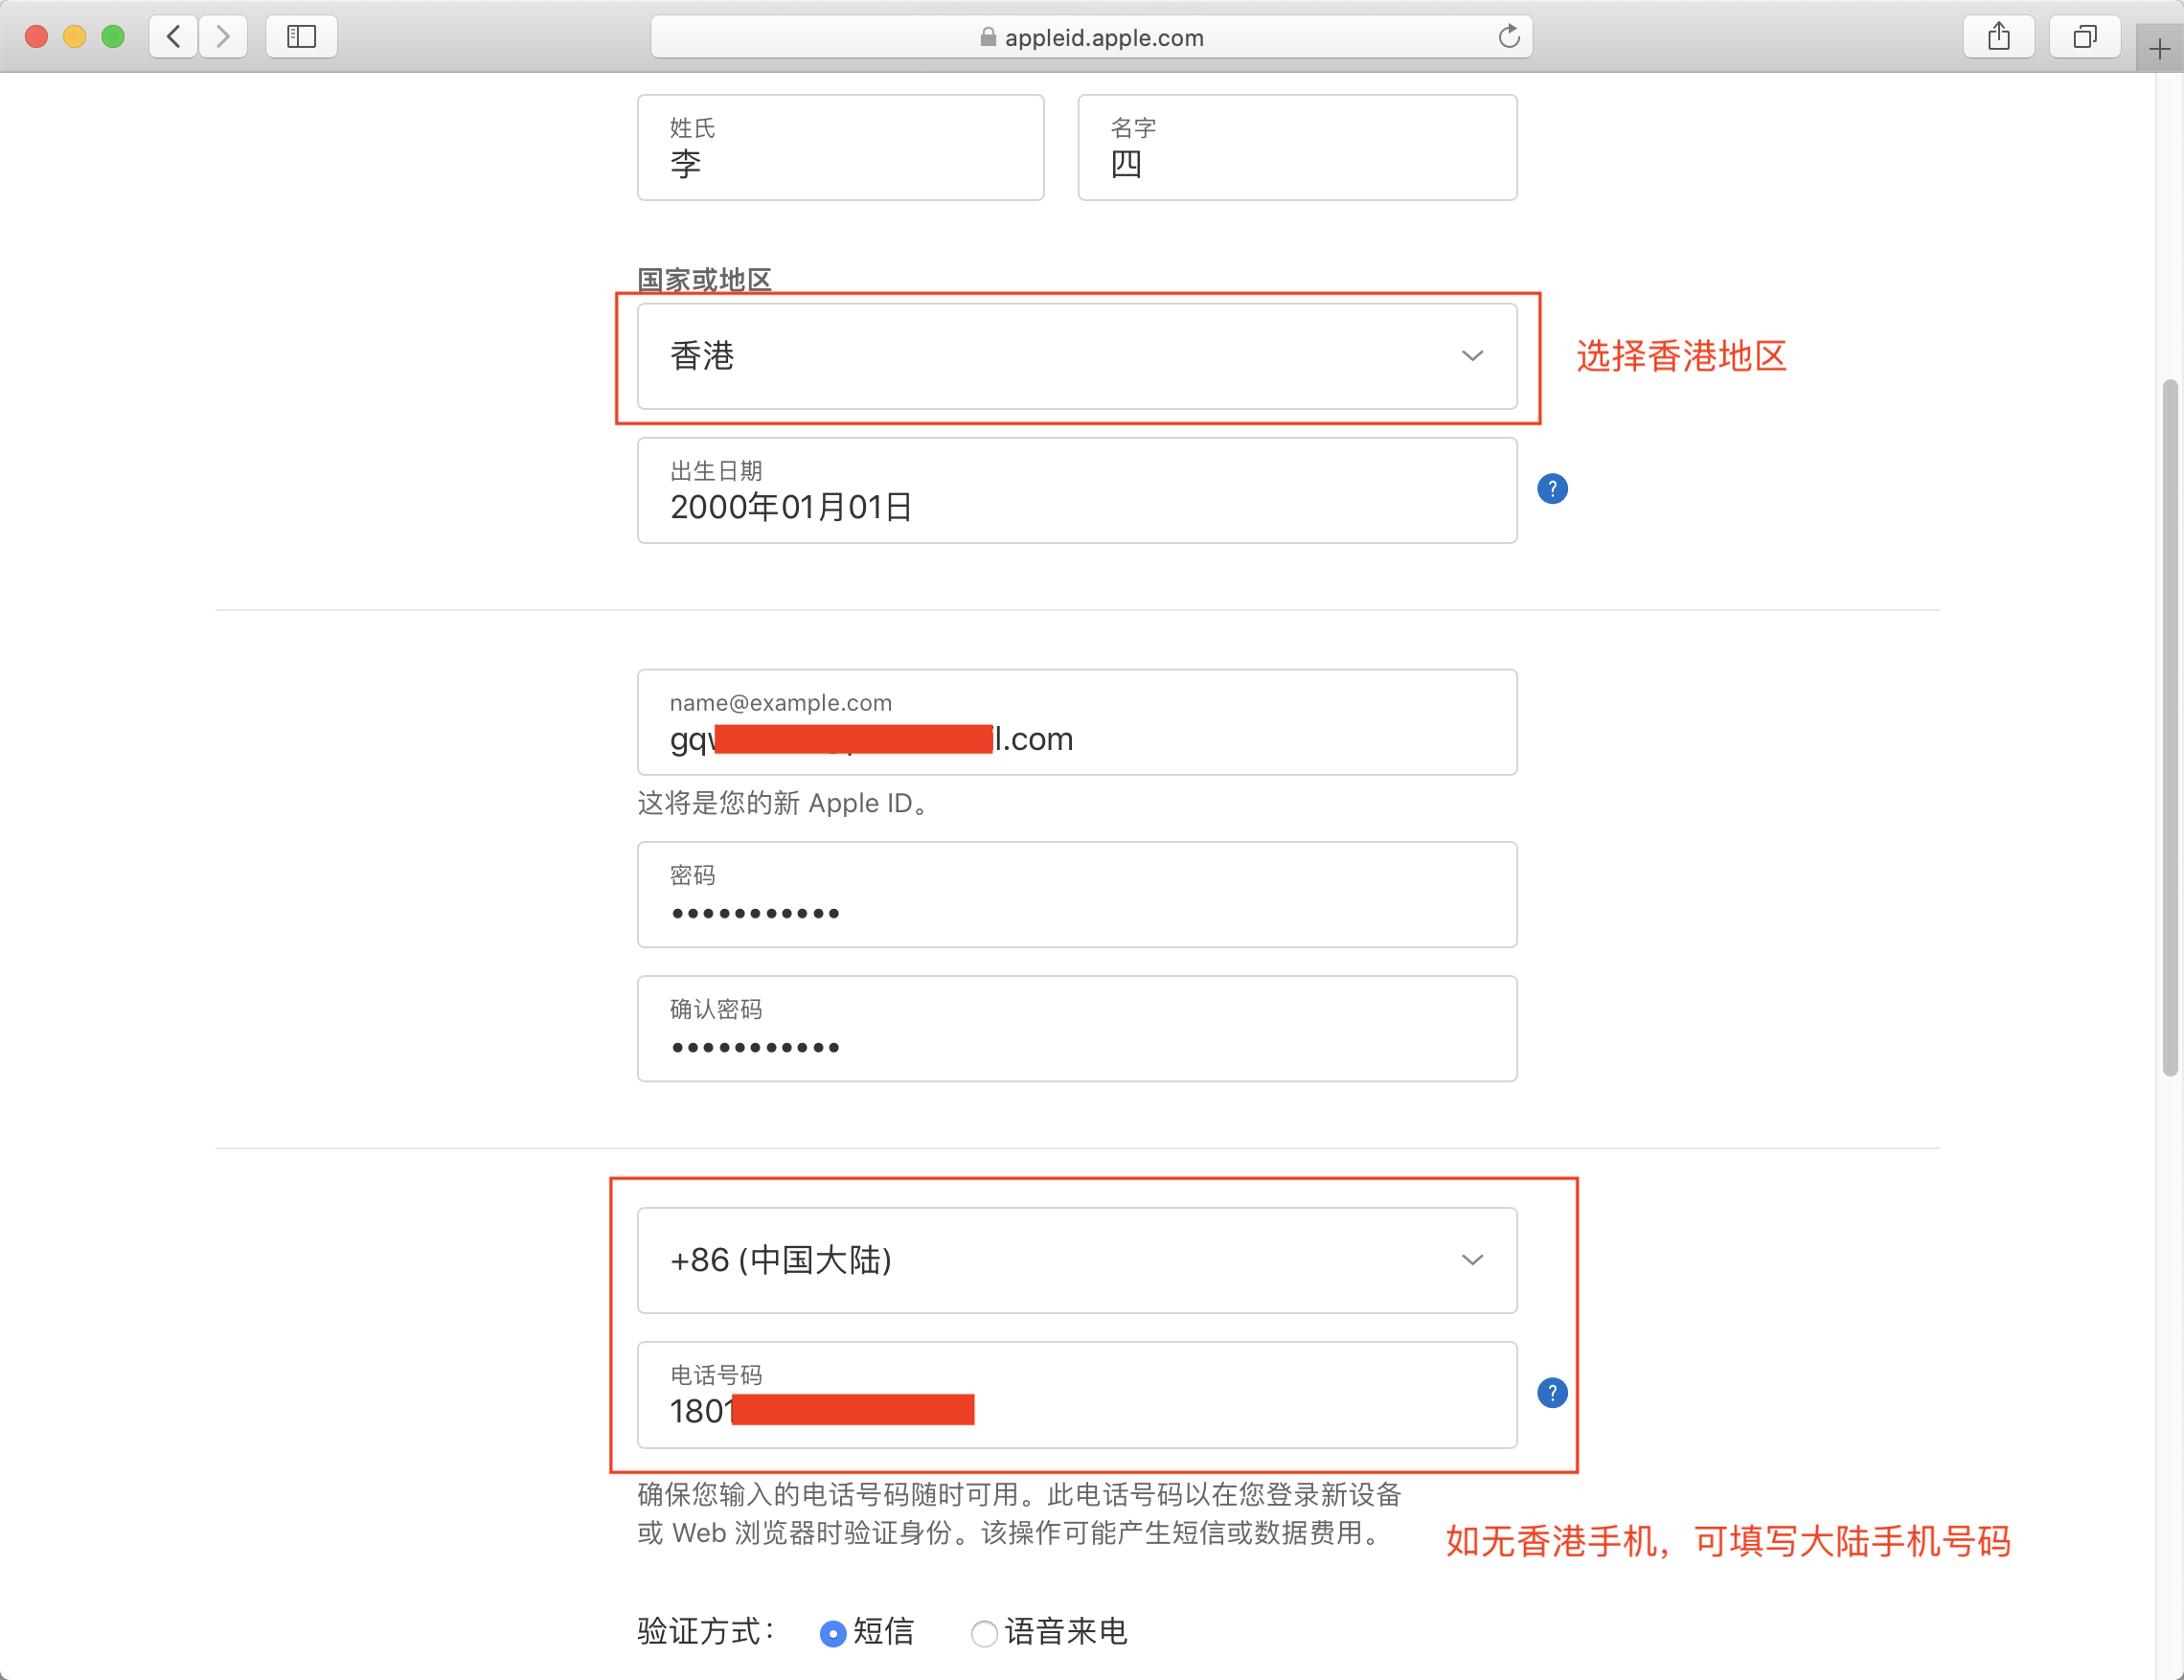 appleid.apple.com
姓氏
李
名字
四
国家或地区
香港
选择香港地区
出生日期
2000年01月01日
?
name@example.com
gqw l.com
这将是您的新 Apple ID。
密码
•••••••••••
确认密码
•••••••••••
+86 (中国大陆)
电话号码
1801
?
确保您输入的电话号码随时可用。此电话号码以在您登录新设备
或 Web 浏览器时验证身份。该操作可能产生短信或数据费用。
如无香港手机，可填写大陆手机号码
验证方式： 短信 语音来电